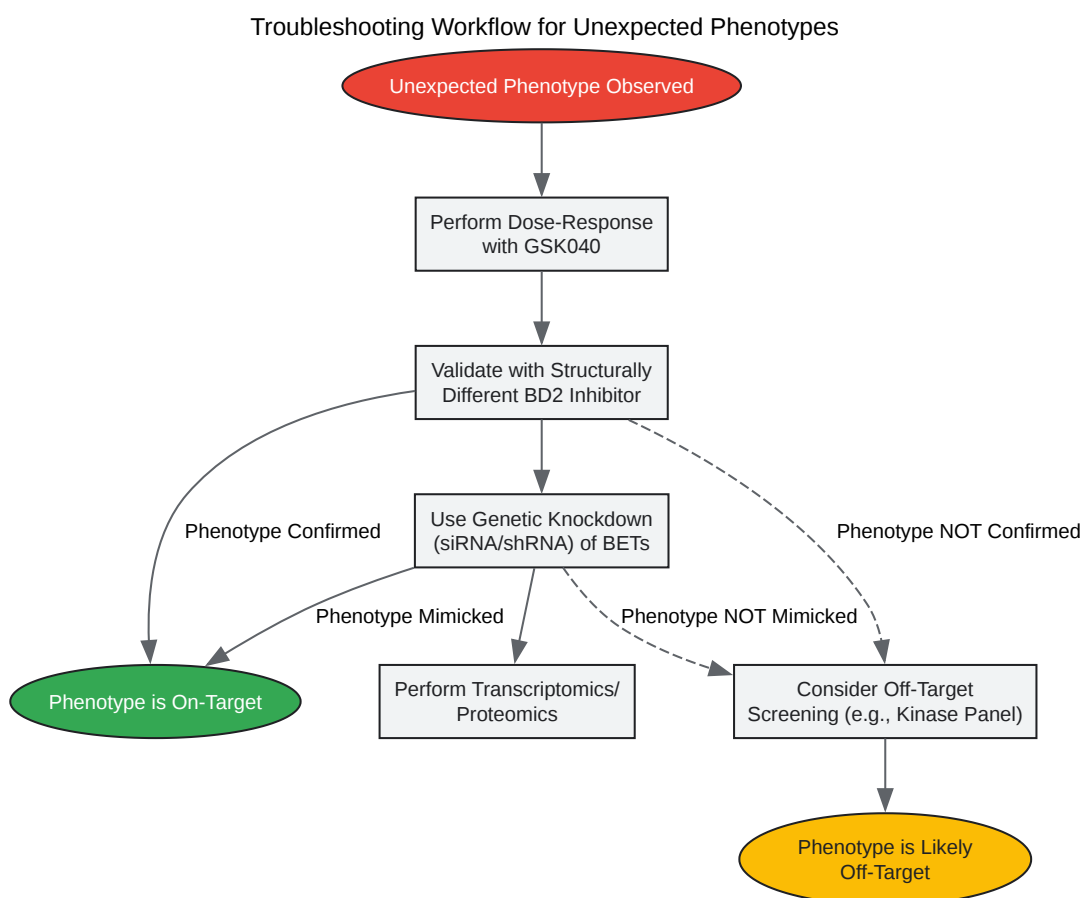 Troubleshooting Workflow for Unexpected Phenotypes
Unexpected Phenotype Observed
Perform Dose-Response
with GSK040
Validate with Structurally
Different BD2 Inhibitor
Phenotype Confirmed
Use Genetic Knockdown
(siRNA/shRNA) of BETs
Phenotype NOT Confirmed
Phenotype Mimicked
Phenotype NOT Mimicked
Phenotype is On-Target
Perform Transcriptomics/
Proteomics
Consider Off-Target
Screening (e.g., Kinase Panel)
Phenotype is Likely
Off-Target